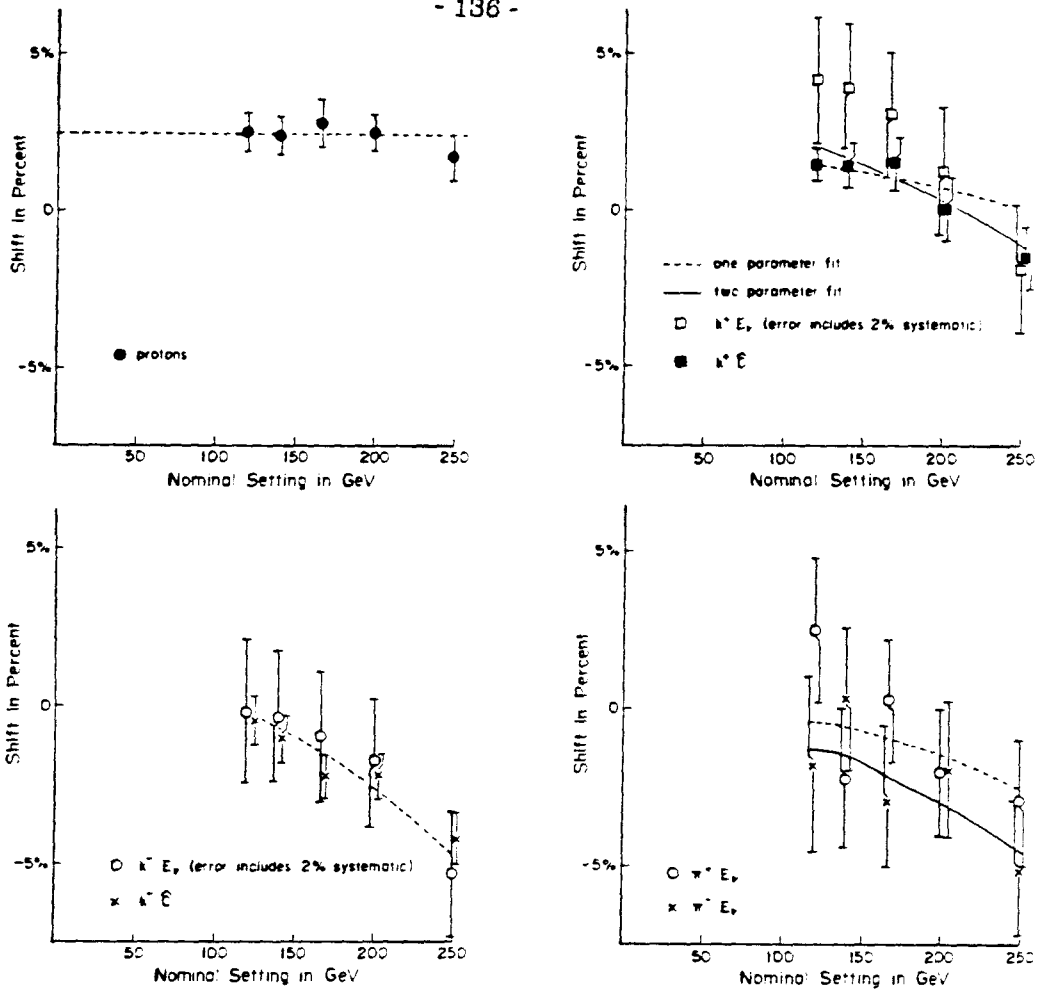 - 136 -
5%
0
-5%
Shift in Percent
● protons
50 100 150 200 250
Nominal Setting in GeV
5%
0
-5%
Shift in Percent
one parameter fit
two parameter fit
k⁺ Eᵥ (error includes 2% systematic)
k⁺ Ĉ
50 100 150 200 250
Nominal Setting in GeV
5%
0
-5%
Shift in Percent
k⁻ Eᵥ (error includes 2% systematic)
k⁻ Ĉ
50 100 150 200 250
Nominal Setting in GeV
5%
0
-5%
Shift in Percent
π⁺ Eᵥ
π⁻ Eᵥ
50 100 150 200 250
Nominal Setting in GeV